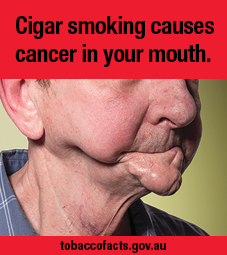 Cigar smoking causes
cancer in your mouth.
tobaccofacts.gov.au